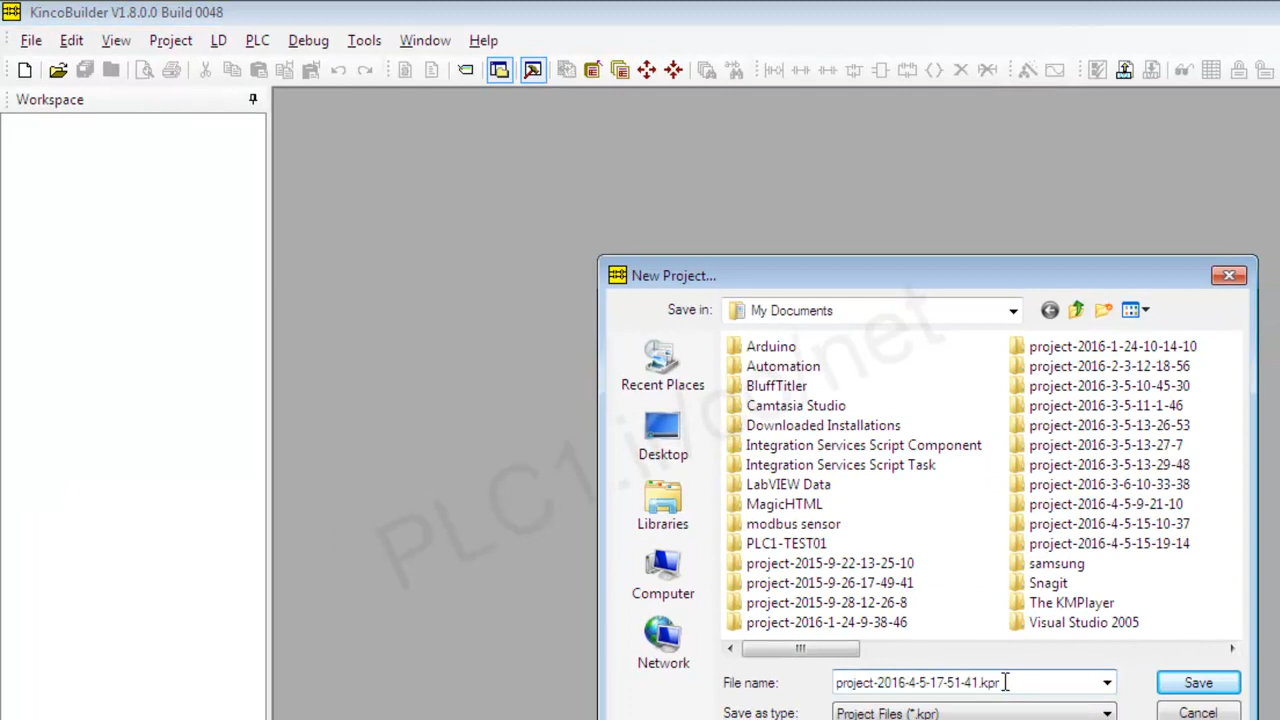 KincoBuilder V1.8.0.0 Build 0048
File Edit View Project LD PLC Debug Tools Window Help
Workspace
New Project...
Save in: My Documents
Recent Places
Desktop
Libraries
Computer
Network
Arduino
Automation
BluffTitler
Camtasia Studio
Downloaded Installations
Integration Services Script Component
Integration Services Script Task
LabVIEW Data
MagicHTML
modbus sensor
PLC1-TEST01
project-2015-9-22-13-25-10
project-2015-9-26-17-49-41
project-2015-9-28-12-26-8
project-2016-1-24-9-38-46
project-2016-1-24-10-14-10
project-2016-2-3-12-18-56
project-2016-3-5-10-45-30
project-2016-3-5-11-1-46
project-2016-3-5-13-26-53
project-2016-3-5-13-27-7
project-2016-3-5-13-29-48
project-2016-3-6-10-33-38
project-2016-4-5-9-21-10
project-2016-4-5-15-10-37
project-2016-4-5-15-19-14
samsung
Snagit
The KMPlayer
Visual Studio 2005
File name: project-2016-4-5-17-51-41.kpr Save
Save as type: Project Files (*.kpr) Cancel